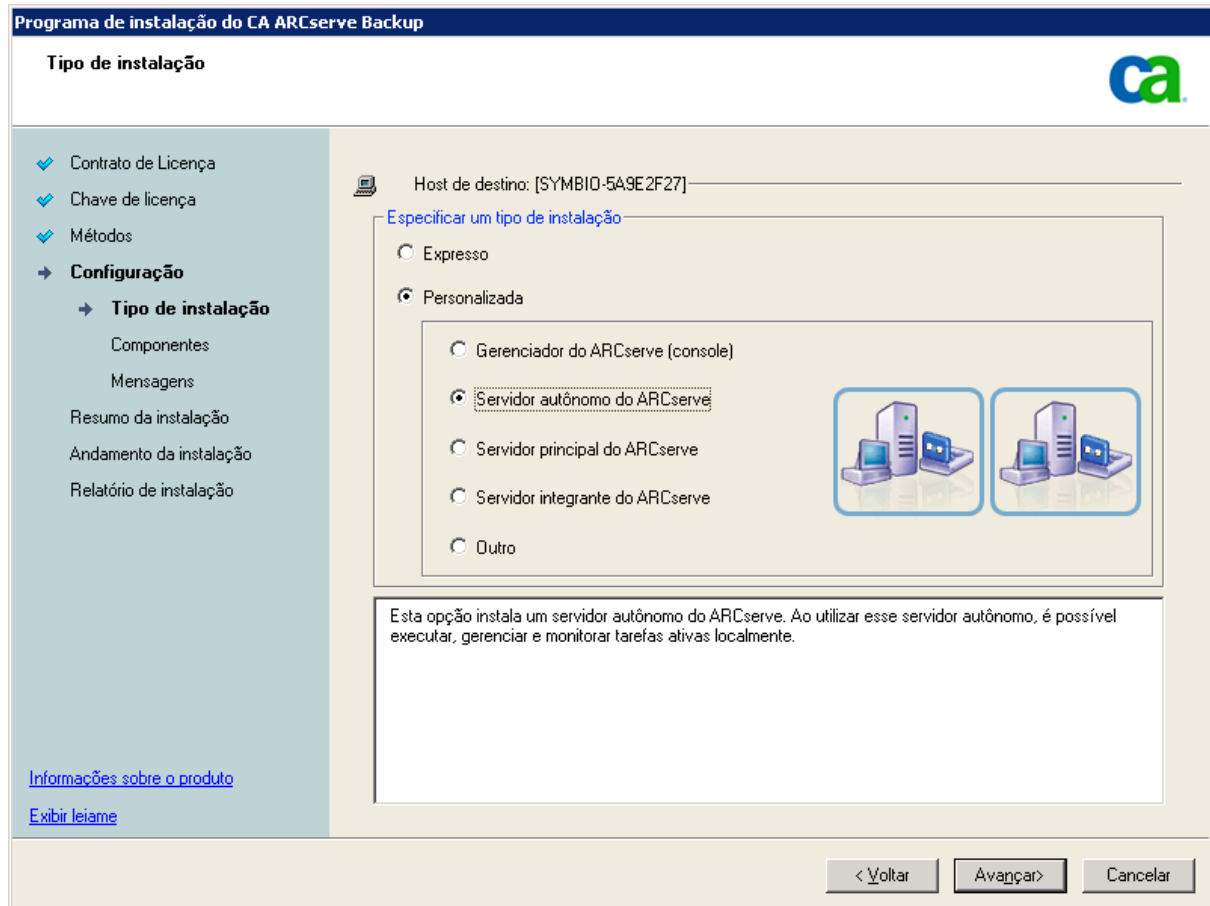 Programa de instalação do CA ARCserve Backup
Tipo de instalação
ca
Contrato de Licença
Chave de licença
Métodos
Configuração
Tipo de instalação
Componentes
Mensagens
Resumo da instalação
Andamento da instalação
Relatório de instalação
Informações sobre o produto
Exibir leiame
Host de destino: [SYMBIO-5A9E2F27]
Especificar um tipo de instalação
Expresso
Personalizada
Gerenciador do ARCserve (console)
Servidor autônomo do ARCserve
Servidor principal do ARCserve
Servidor integrante do ARCserve
Outro
Esta opção instala um servidor autônomo do ARCserve. Ao utilizar esse servidor autônomo, é possível
executar, gerenciar e monitorar tarefas ativas localmente.
< Voltar
Avançar>
Cancelar